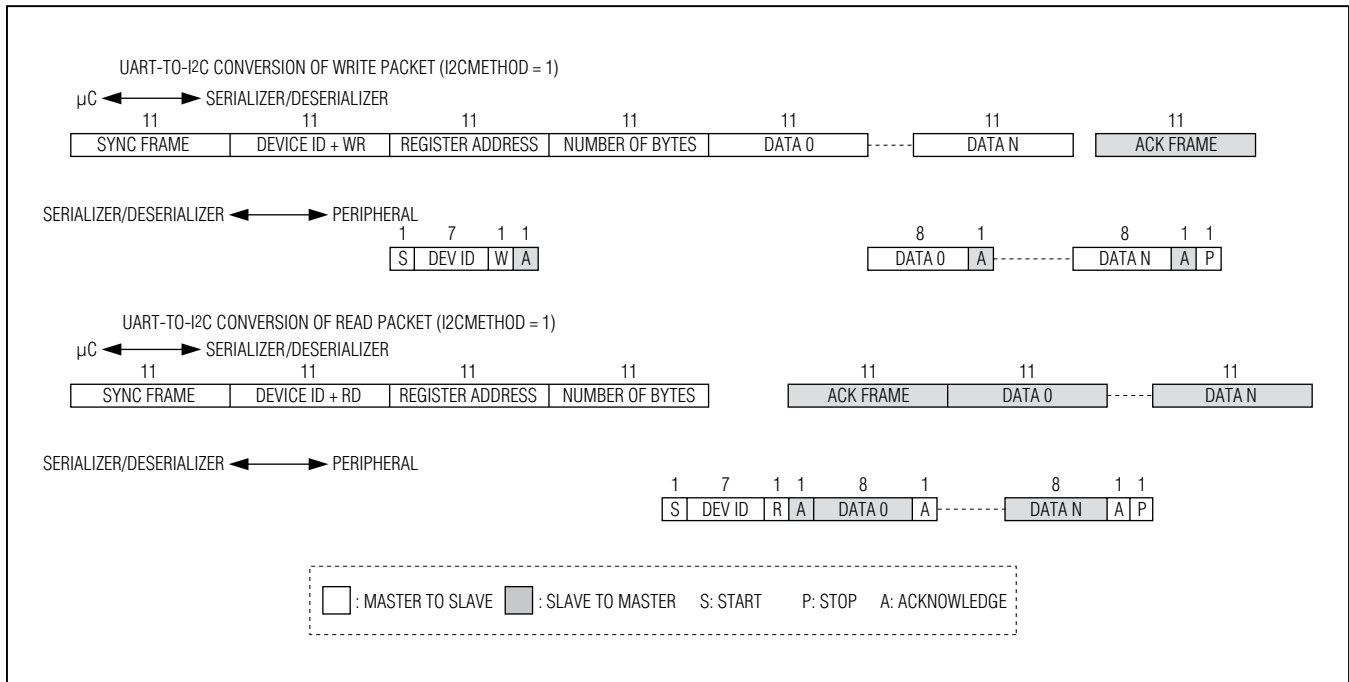 UART-TO-I2C CONVERSION OF WRITE PACKET (I2CMETHOD = 1)
µC SERIALIZER/DESERIALIZER
11 11 11 11 11 11 11
SYNC FRAME DEVICE ID + WR REGISTER ADDRESS NUMBER OF BYTES DATA 0 DATA N ACK FRAME
SERIALIZER/DESERIALIZER PERIPHERAL
1 7 1 1 8 1 8 1 1
S DEV ID W A DATA 0 A DATA N A P
UART-TO-I2C CONVERSION OF READ PACKET (I2CMETHOD = 1)
µC SERIALIZER/DESERIALIZER
11 11 11 11 11 11 11
SYNC FRAME DEVICE ID + RD REGISTER ADDRESS NUMBER OF BYTES ACK FRAME DATA 0 DATA N
SERIALIZER/DESERIALIZER PERIPHERAL
1 7 1 1 8 1 8 1 1
S DEV ID R A DATA 0 A DATA N A P
: MASTER TO SLAVE : SLAVE TO MASTER S: START P: STOP A: ACKNOWLEDGE